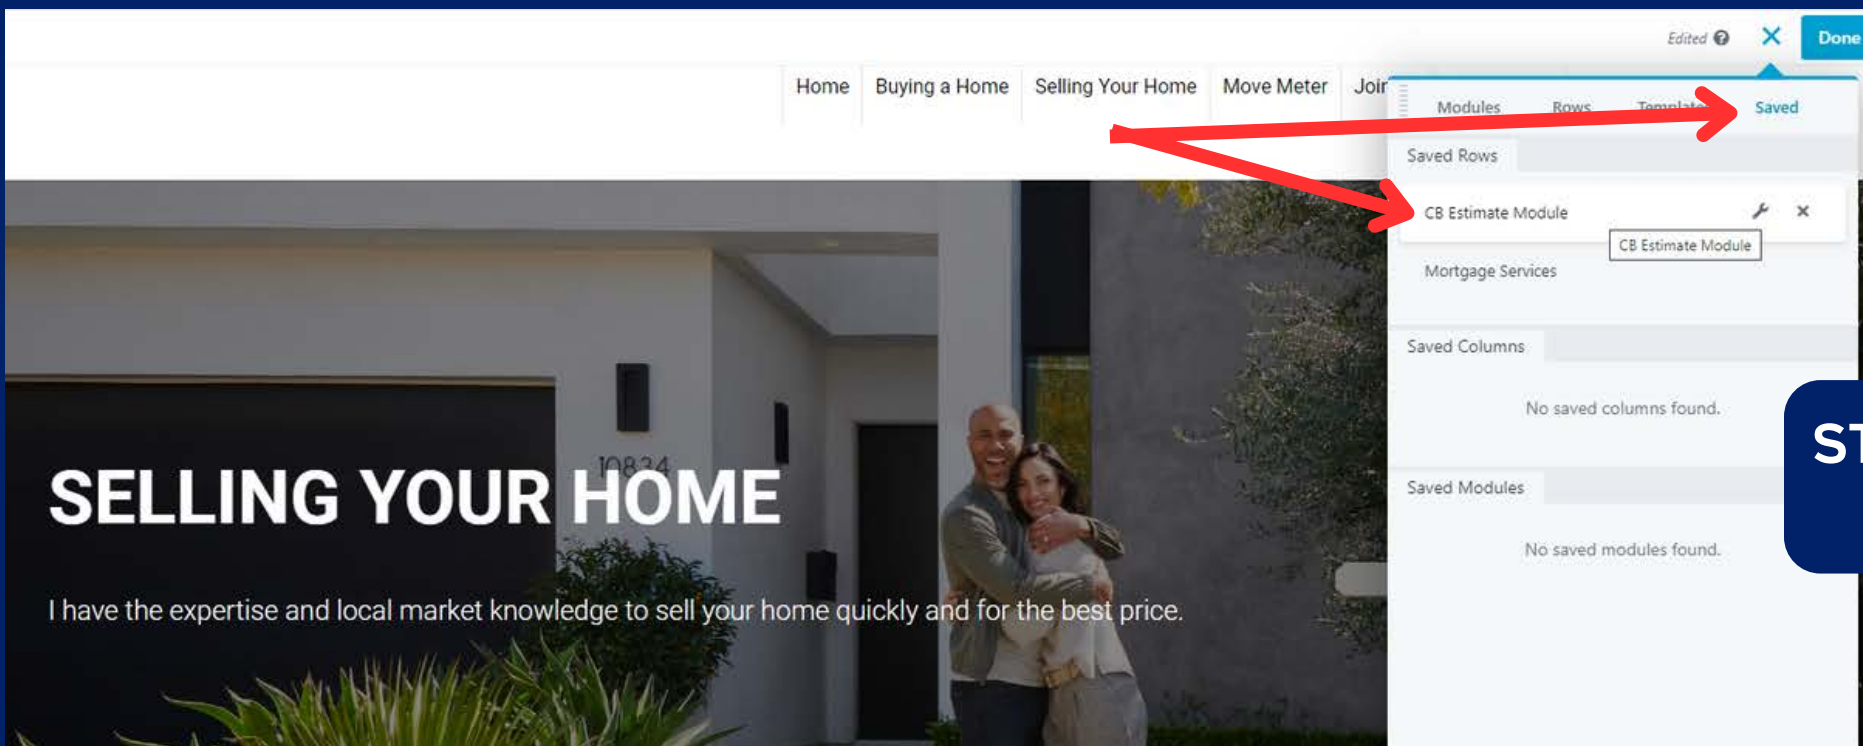 Edited
Done
Home
Buying a Home
Selling Your Home
Move Meter
Modules
Rows
Saved
Saved Rows
CB Estimate Module
CB Estimate Module
Mortgage Services
Saved Columns
No saved columns found.
Saved Modules
No saved modules found.
10834
SELLING YOUR HOME
I have the expertise and local market knowledge to sell your home quickly and for the best price.